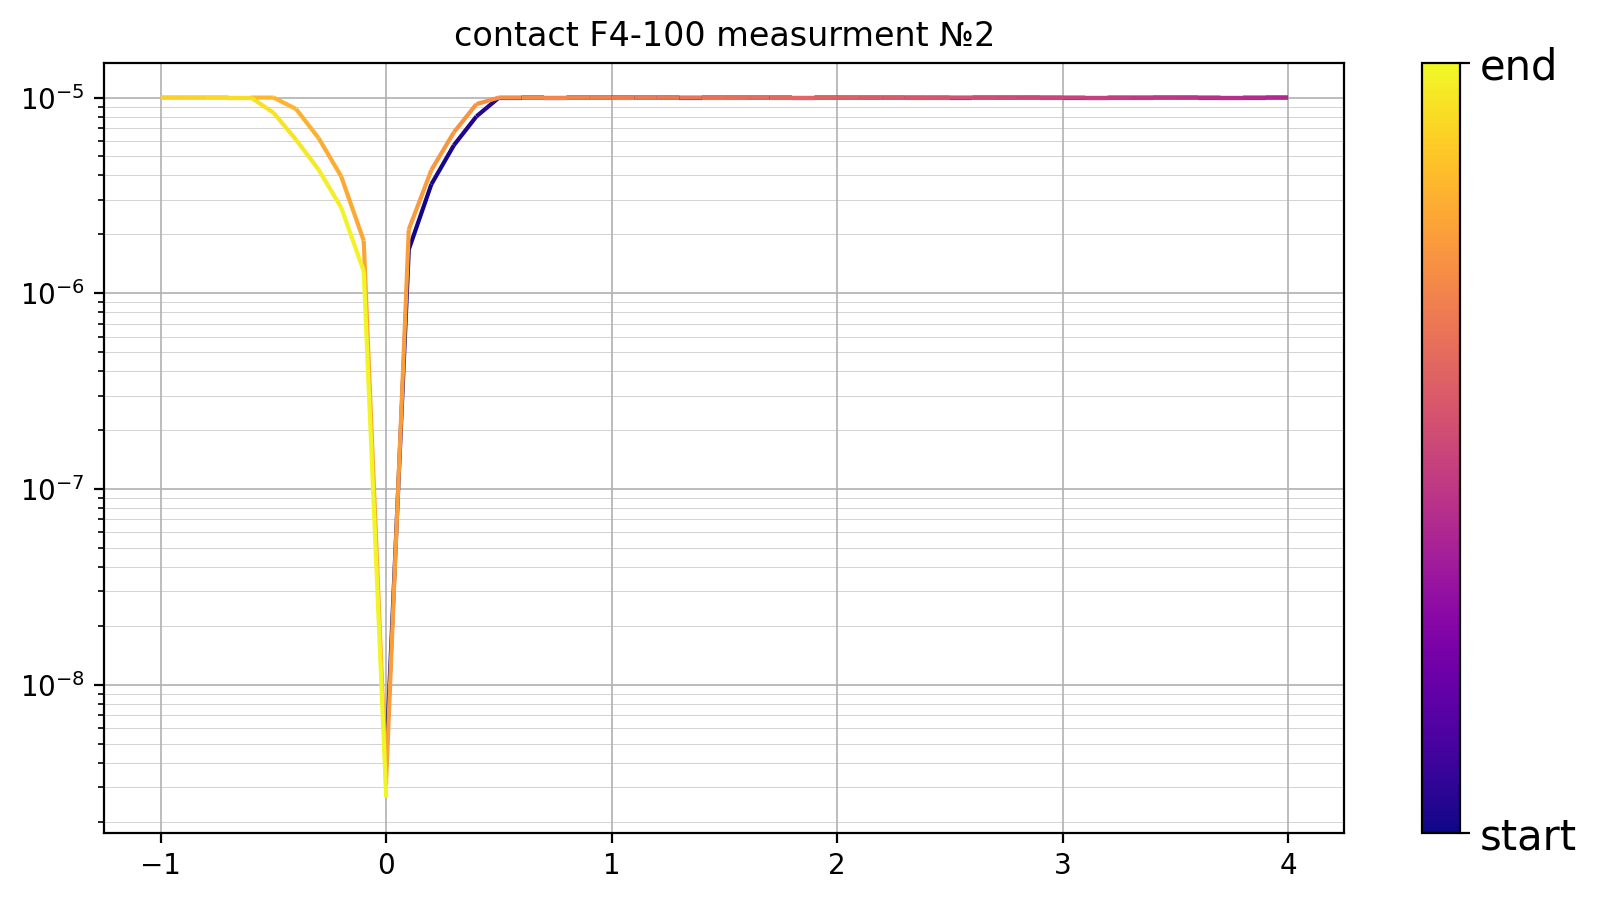 contact F4-100 measurment №2
10⁻⁵
10⁻⁶
10⁻⁷
10⁻⁸
−1 0 1 2 3 4
end
start